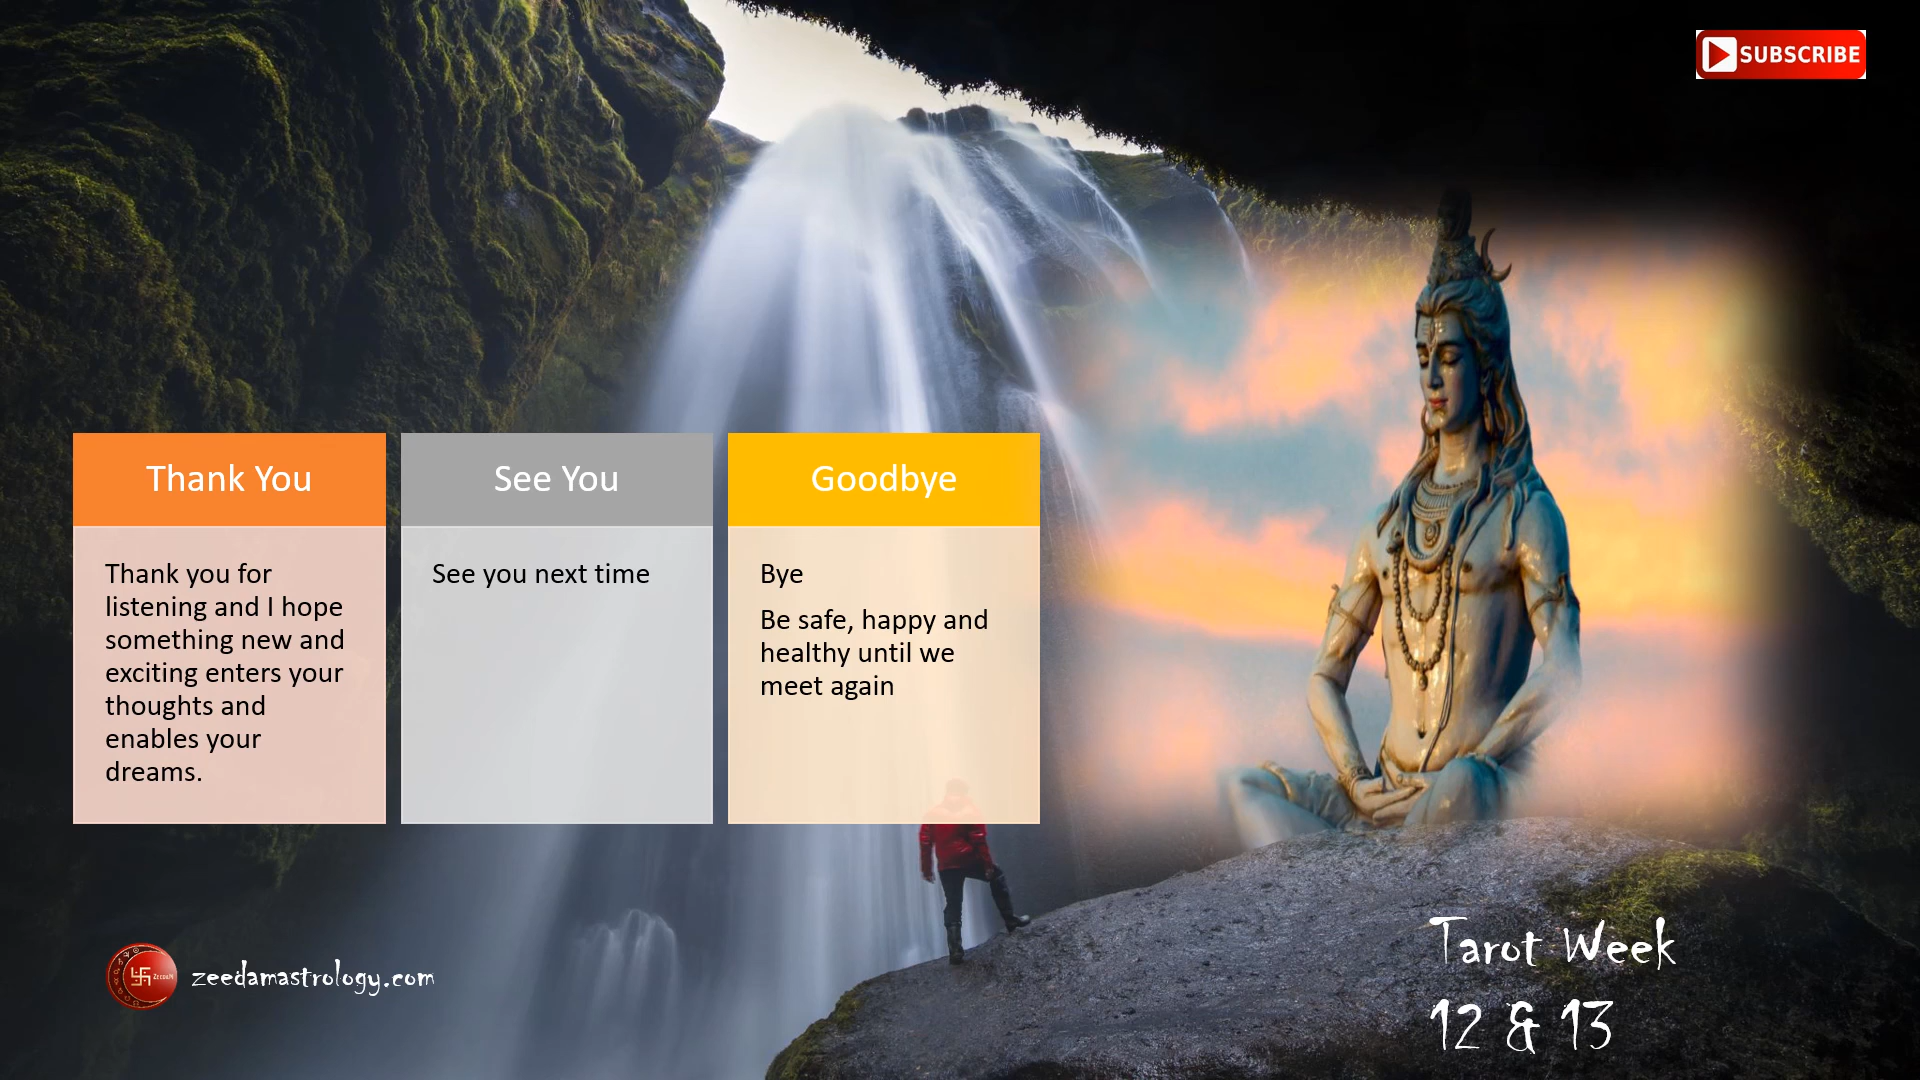 SUBSCRIBE
Thank You
Thank you for
listening and I hope
something new and
exciting enters your
thoughts and
enables your
dreams.
See You
See you next time
Goodbye
Bye
Be safe, happy and
healthy until we
meet again
ZEEDAM
zeedamastrology.com
Tarot Week
12 & 13